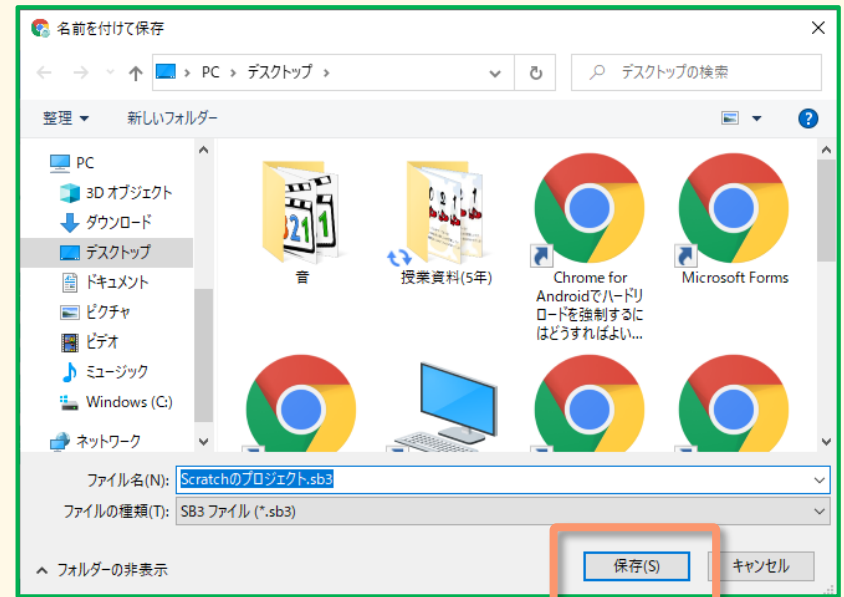 名前を付けて保存
PC › デスクトップ ›
デスクトップの検索
整理
新しいフォルダー
PC
3D オブジェクト
ダウンロード
デスクトップ
ドキュメント
ピクチャ
ビデオ
ミュージック
Windows (C:)
ネットワーク
321
音
授業資料(5年)
Chrome for
Androidでハードリ
ロードを強制するに
はどうすればよい...
Microsoft Forms
ファイル名(N):
Scratchのプロジェクト.sb3
ファイルの種類(T):
SB3 ファイル (*.sb3)
フォルダーの非表示
保存(S)
キャンセル